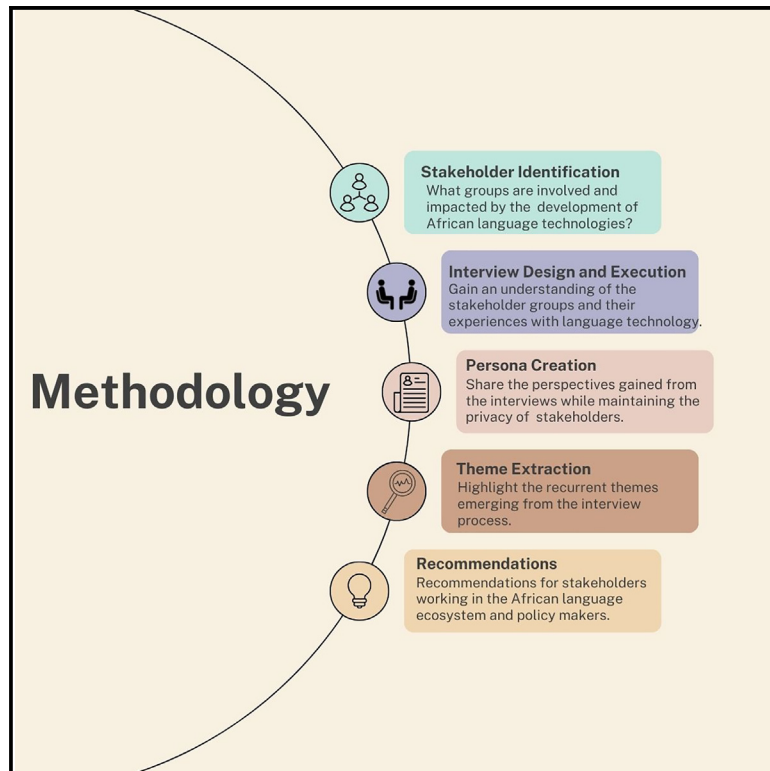 Methodology
Stakeholder Identification
What groups are involved and
impacted by the development of
African language technologies?
Interview Design and Execution
Gain an understanding of the
stakeholder groups and their
experiences with language technology.
Persona Creation
Share the perspectives gained from
the interviews while maintaining the
privacy of stakeholders.
Theme Extraction
Highlight the recurrent themes
emerging from the interview
process.
Recommendations
Recommendations for stakeholders
working in the African language
ecosystem and policy makers.